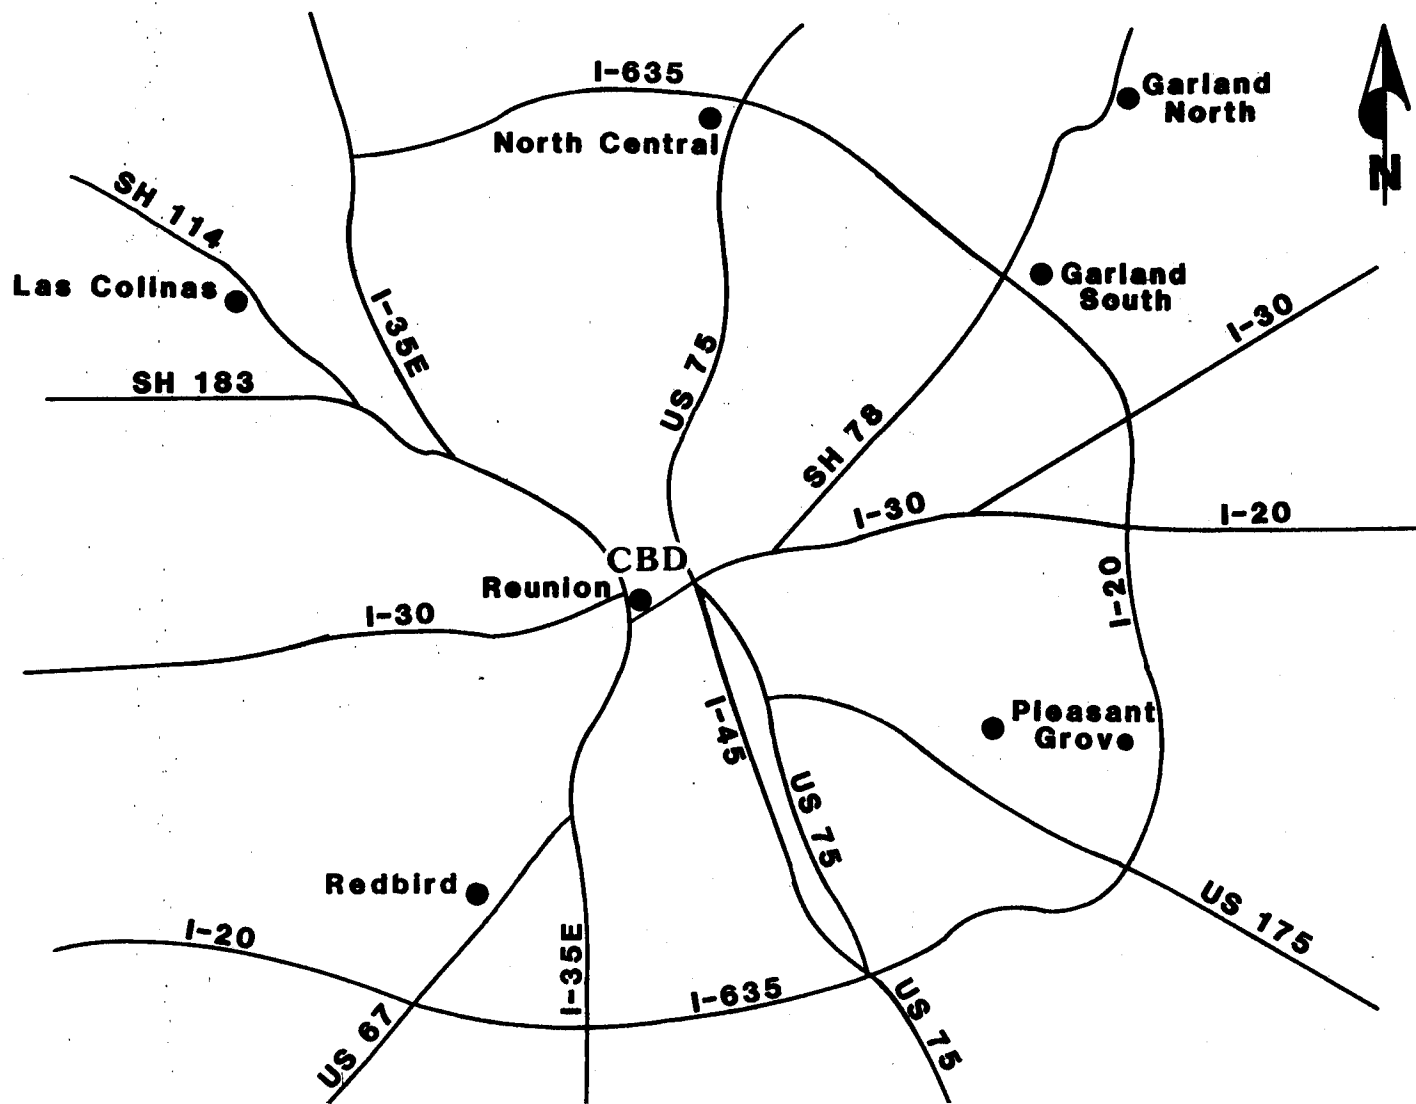 I-635
Garland
North
North Central
N
SH 114
Las Colinas
Garland
South
I-30
I-35E
US 75
SH 183
SH 78
I-30
I-20
CBD
Reunion
I-20
I-30
I-45
Pleasant
Grove
US 75
Redbird
US 175
I-20
I-35E
I-635
US 67
US 75